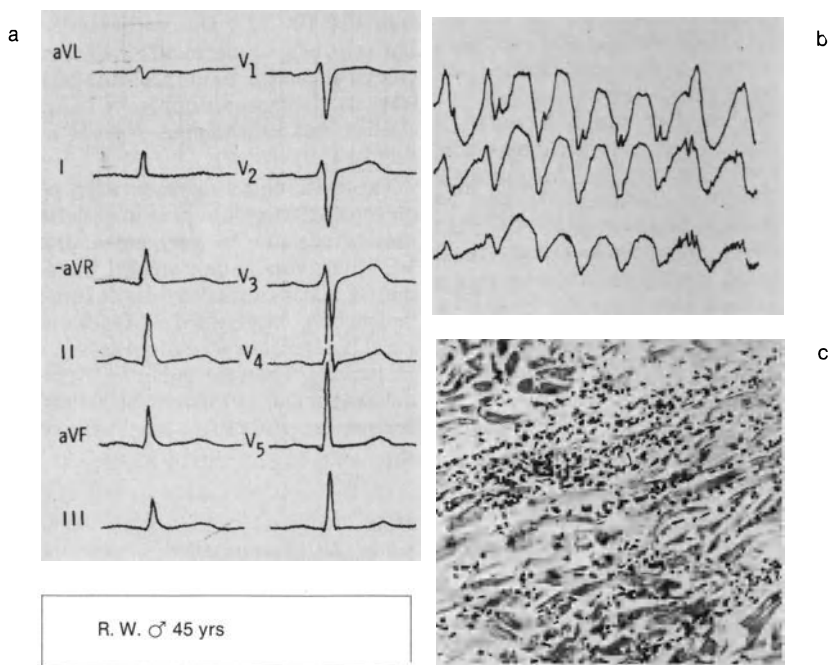 a
b
aVL
V1
I
V2
-aVR
V3
II
V4
aVF
V5
III
c
R. W. ♂ 45 yrs